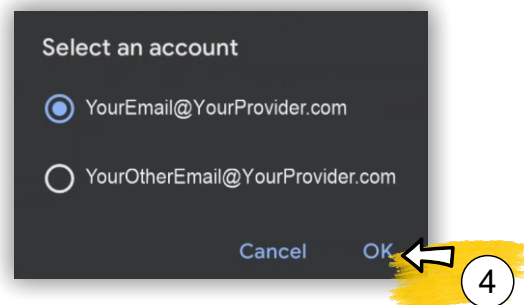 Select an account
YourEmail@YourProvider.com
YourOtherEmail@YourProvider.com
Cancel OK
4